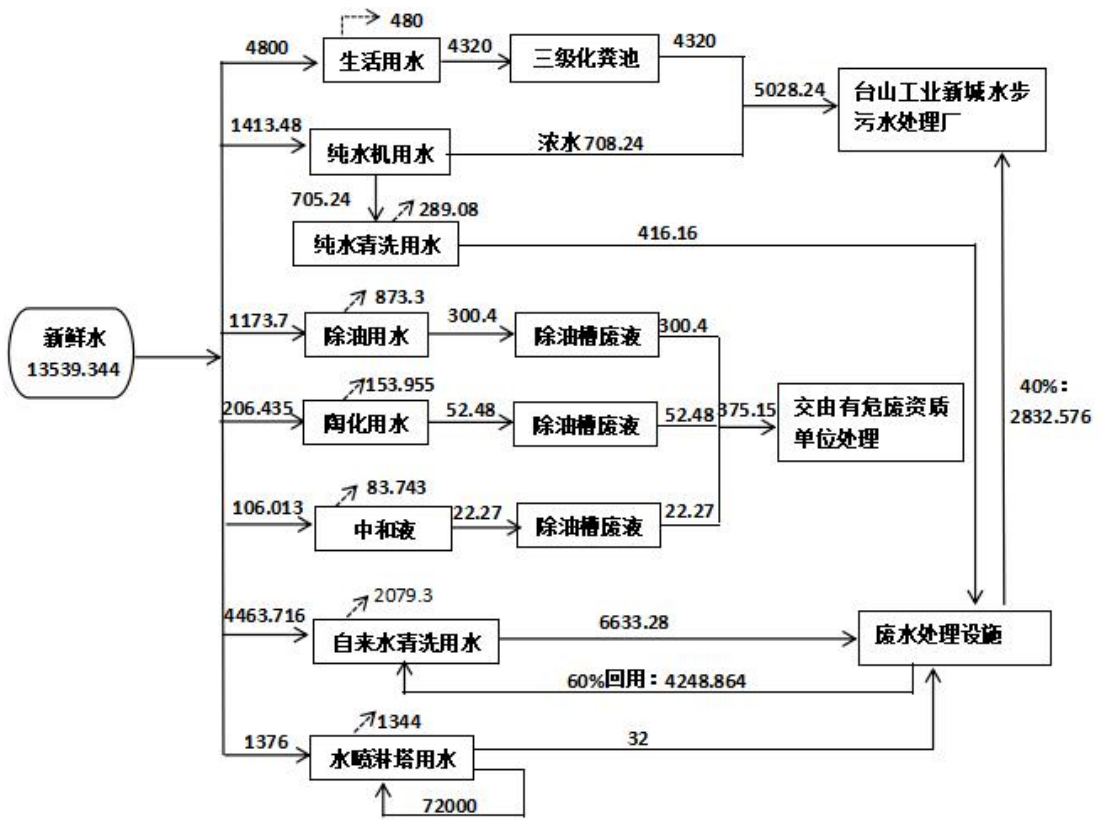 480
4800
生活用水
4320
三级化粪池
4320
5028.24
台山工业新城水步
污水处理厂
1413.48
纯水机用水
浓水708.24
705.24
289.08
纯水清洗用水
416.16
新鲜水
13539.344
1173.7
873.3
除油用水
300.4
除油槽废液
300.4
206.435
153.955
陶化用水
52.48
除油槽废液
52.48
375.15
交由有危废资质
单位处理
40%：
2832.576
106.013
83.743
中和液
22.27
除油槽废液
22.27
4463.716
2079.3
自来水清洗用水
6633.28
废水处理设施
60%回用：4248.864
1376
1344
水喷淋塔用水
32
72000